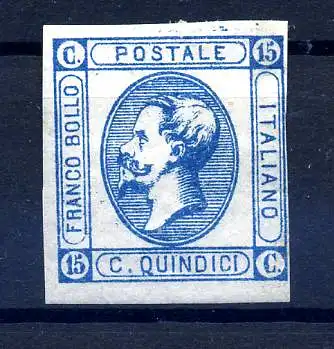 C. POSTALE 15
FRANCO BOLLO
ITALIANO
15 C. QUINDICI C.